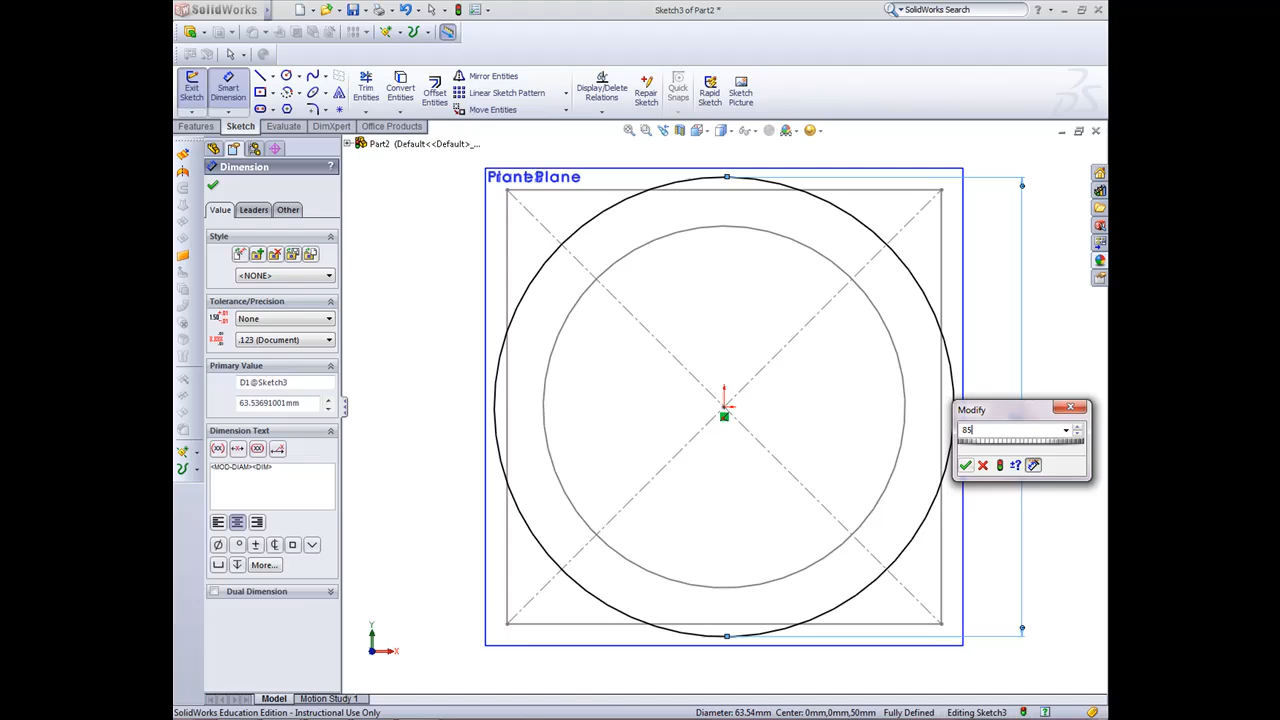 SolidWorks
Sketch3 of Part2 *
SolidWorks Search
Exit Sketch
Smart Dimension
Trim Entities
Convert Entities
Offset Entities
Mirror Entities
Linear Sketch Pattern
Move Entities
Display/Delete Relations
Repair Sketch
Quick Snaps
Rapid Sketch
Sketch Picture
Features
Sketch
Evaluate
DimXpert
Office Products
Part2 (Default<<Default>_...
Dimension
?
Value
Leaders
Other
Style
<NONE>
Tolerance/Precision
None
.123 (Document)
Primary Value
D1@Sketch3
63.53691001mm
Dimension Text
<MOD-DIAM><DIM>
More...
Dual Dimension
Modify
85
Y
X
Model
Motion Study 1
SolidWorks Education Edition - Instructional Use Only
Diameter: 63.54mm Center: 0mm,0mm,50mm
Fully Defined
Editing Sketch3